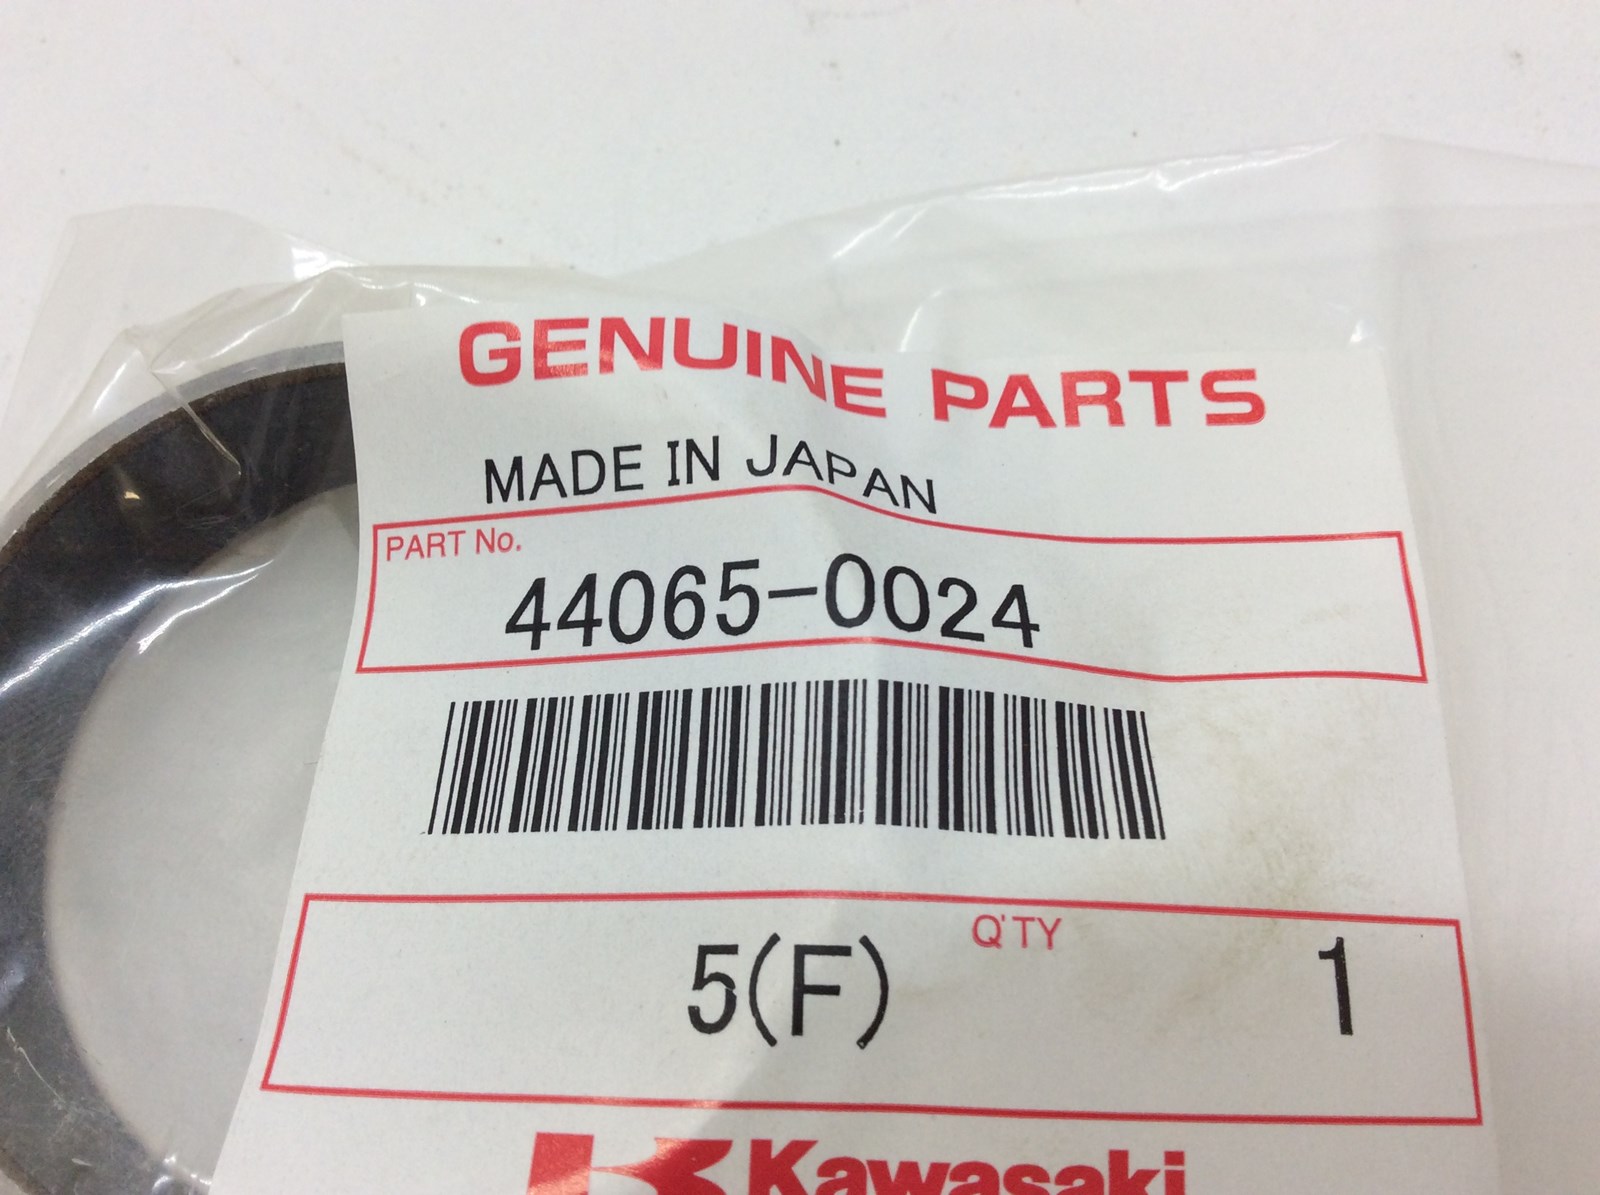 GENUINE PARTS
MADE IN JAPAN
PART No.
44065-0024
Q'TY
5(F) 1
Kawasaki